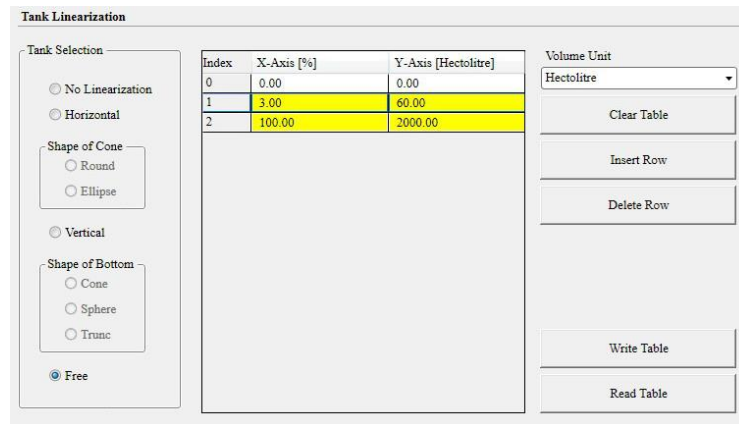 Tank Linearization
Tank Selection
No Linearization
Horizontal
Shape of Cone
Round
Ellipse
Vertical
Shape of Bottom
Cone
Sphere
Trunc
Free
Index X-Axis [%] Y-Axis [Hectolitre]
0 0.00 0.00
1 3.00 60.00
2 100.00 2000.00
Volume Unit
Hectolitre
Clear Table
Insert Row
Delete Row
Write Table
Read Table